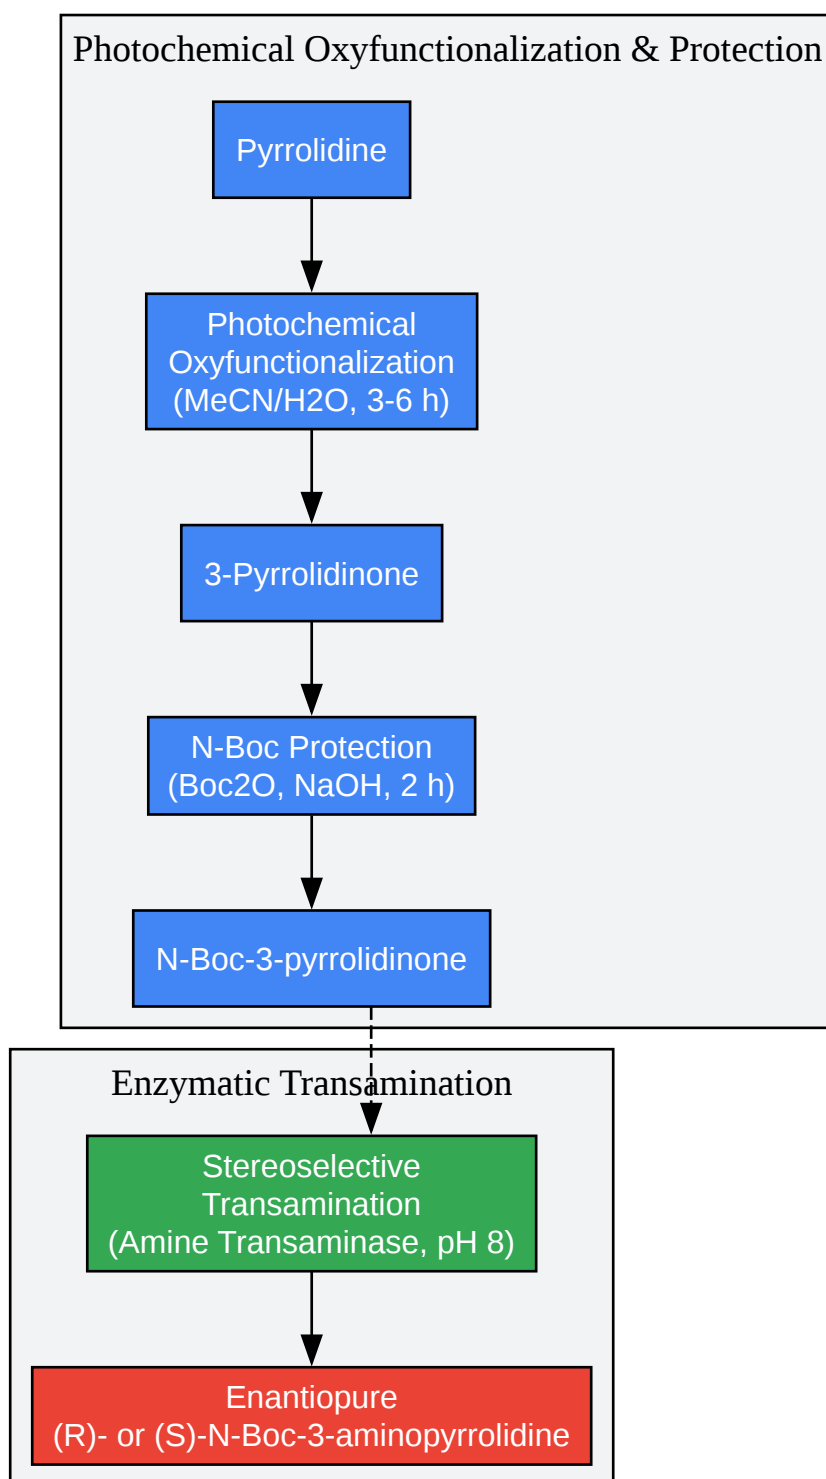 Photochemical Oxyfunctionalization & Protection
Pyrrolidine
Photochemical
Oxyfunctionalization
(MeCN/H2O, 3-6 h)
3-Pyrrolidinone
N-Boc Protection
(Boc2O, NaOH, 2 h)
N-Boc-3-pyrrolidinone
Enzymatic Transamination
Stereoselective
Transamination
(Amine Transaminase, pH 8)
Enantiopure
(R)- or (S)-N-Boc-3-aminopyrrolidine